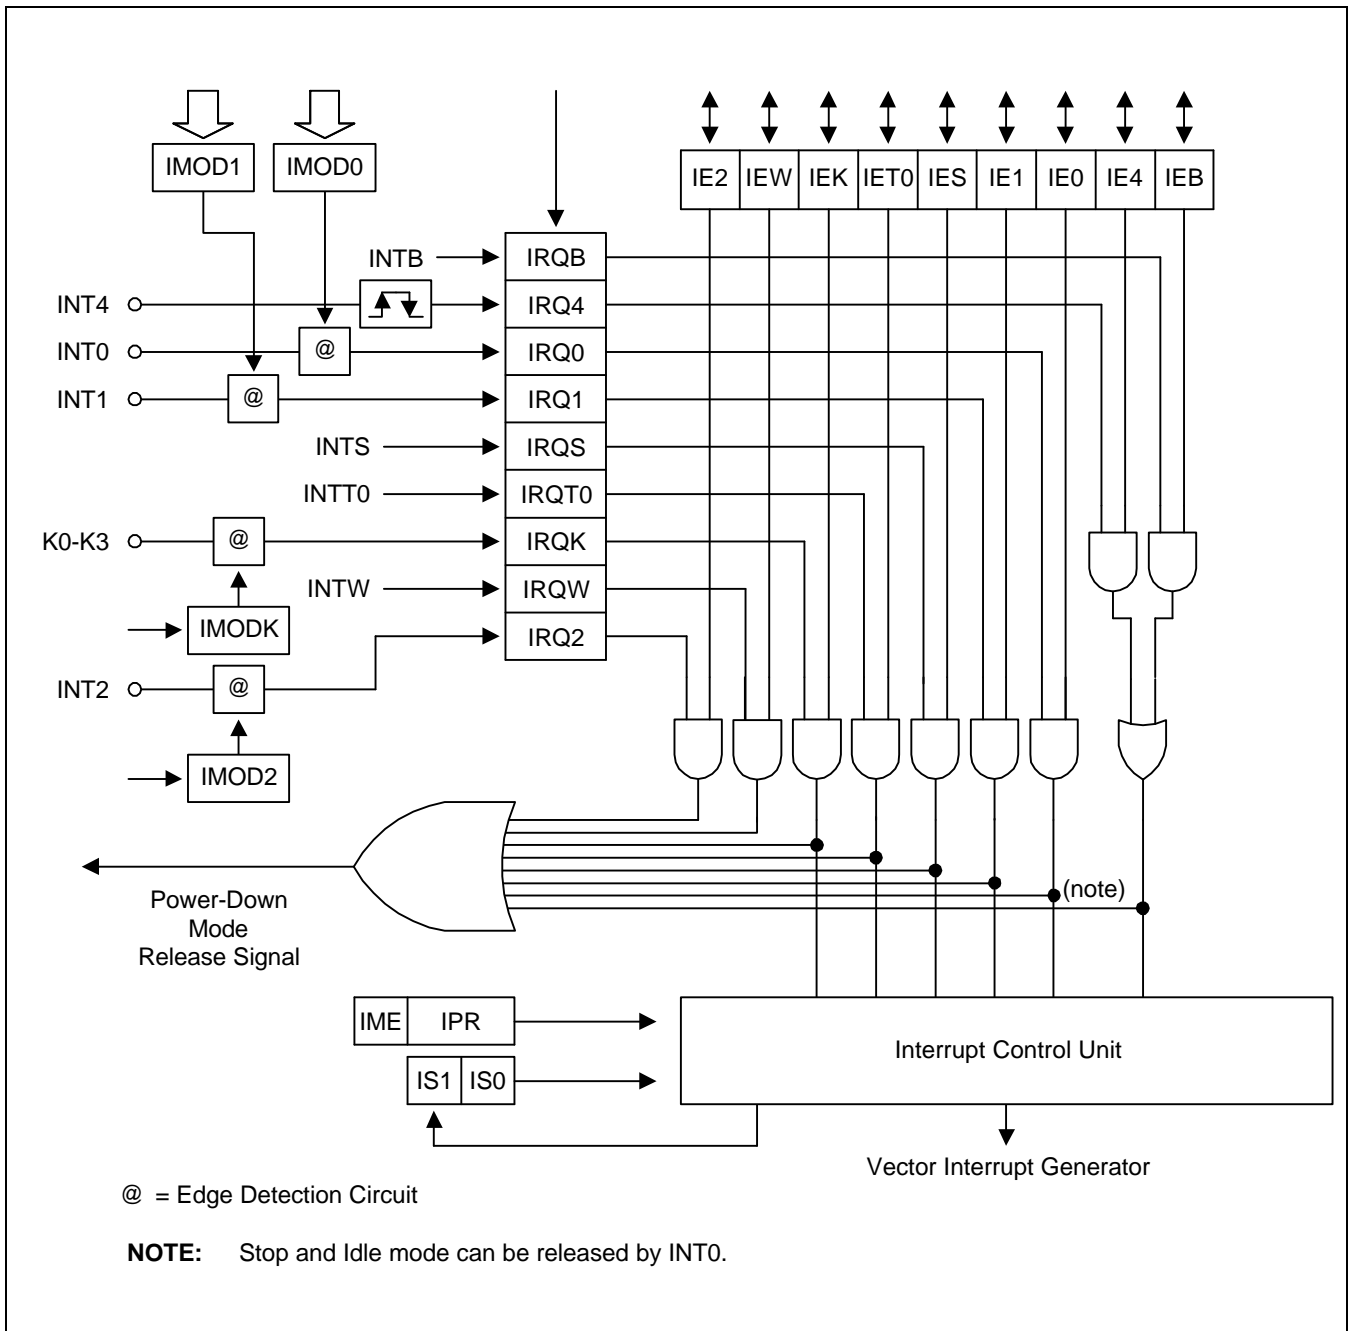 IMOD1 IMOD0
IE2 IEW IEK IET0 IES IE1 IE0 IE4 IEB
INTB IRQB
INT4 IRQ4
INT0 @ IRQ0
INT1 @ IRQ1
INTS IRQS
INTT0 IRQT0
K0-K3 @ IRQK
INTW IRQW
IMODK IRQ2
INT2 @
IMOD2
(note)
Power-Down
Mode
Release Signal
IME IPR
Interrupt Control Unit
IS1 IS0
Vector Interrupt Generator
@ = Edge Detection Circuit
NOTE: Stop and Idle mode can be released by INT0.